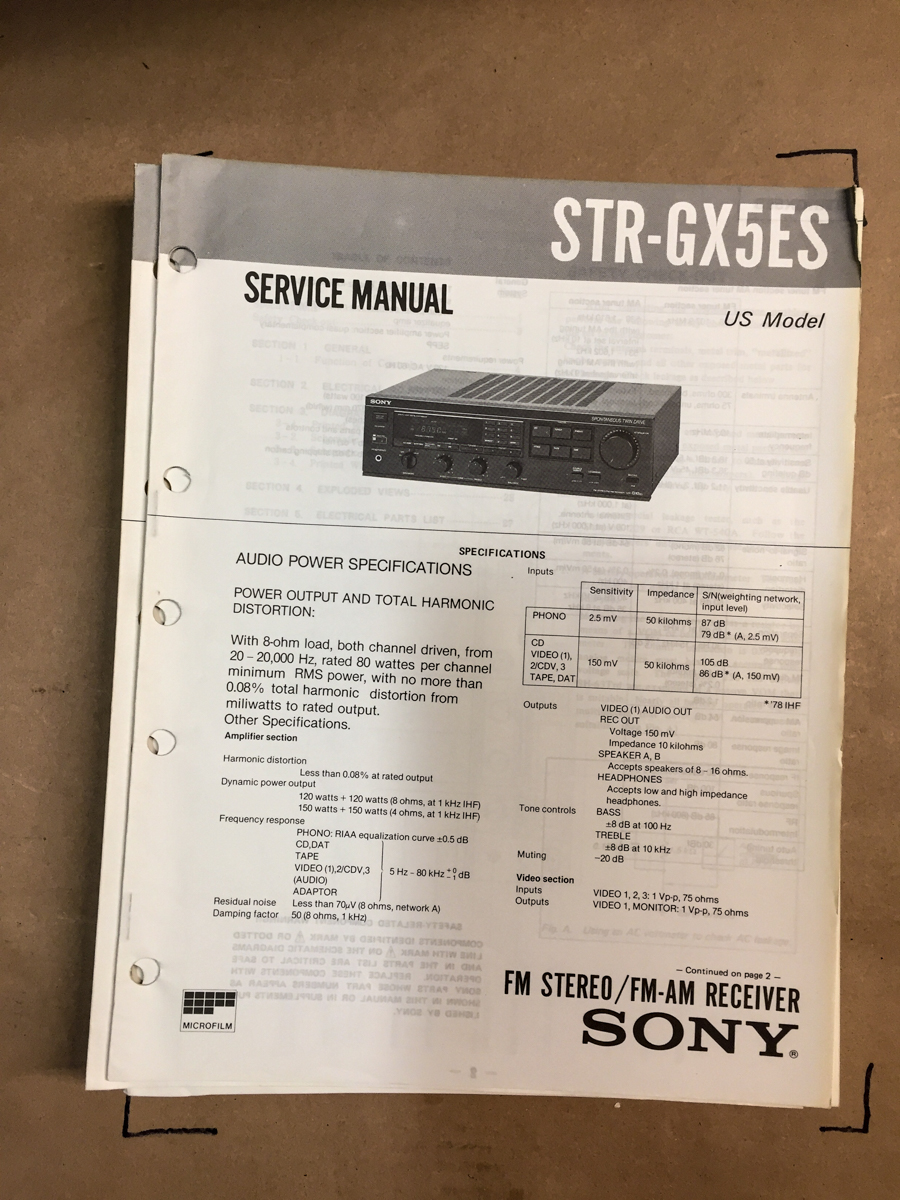 STR-GX5ES
SERVICE MANUAL
US Model
SONY
SPONTANEOUS TWIN DRIVE
SPECIFICATIONS
AUDIO POWER SPECIFICATIONS
POWER OUTPUT AND TOTAL HARMONIC
DISTORTION:
With 8-ohm load, both channel driven, from
20 – 20,000 Hz, rated 80 wattes per channel
minimum RMS power, with no more than
0.08% total harmonic distortion from
miliwatts to rated output.
Other Specifications.
Amplifier section
Harmonic distortion
Less than 0.08% at rated output
Dynamic power output
120 watts + 120 watts (8 ohms, at 1 kHz IHF)
150 watts + 150 watts (4 ohms, at 1 kHz IHF)
Frequency response
PHONO: RIAA equalization curve ±0.5 dB
CD,DAT
TAPE
VIDEO (1),2/CDV,3
(AUDIO)
ADAPTOR
5 Hz – 80 kHz +0 −1 dB
Residual noise Less than 70μV (8 ohms, network A)
Damping factor 50 (8 ohms, 1 kHz)
Inputs
Sensitivity Impedance S/N(weighting network,
input level)
PHONO 2.5 mV 50 kilohms 87 dB
79 dB* (A, 2.5 mV)
CD
VIDEO (1),
2/CDV, 3
TAPE, DAT
150 mV 50 kilohms 105 dB
86 dB* (A, 150 mV)
*'78 IHF
Outputs VIDEO (1) AUDIO OUT
REC OUT
Voltage 150 mV
Impedance 10 kilohms
SPEAKER A, B
Accepts speakers of 8 – 16 ohms.
HEADPHONES
Accepts low and high impedance
headphones.
Tone controls BASS
±8 dB at 100 Hz
TREBLE
±8 dB at 10 kHz
Muting −20 dB
Video section
Inputs VIDEO 1, 2, 3: 1 Vp-p, 75 ohms
Outputs VIDEO 1, MONITOR: 1 Vp-p, 75 ohms
— Continued on page 2 —
FM STEREO/FM-AM RECEIVER
SONY®
MICROFILM